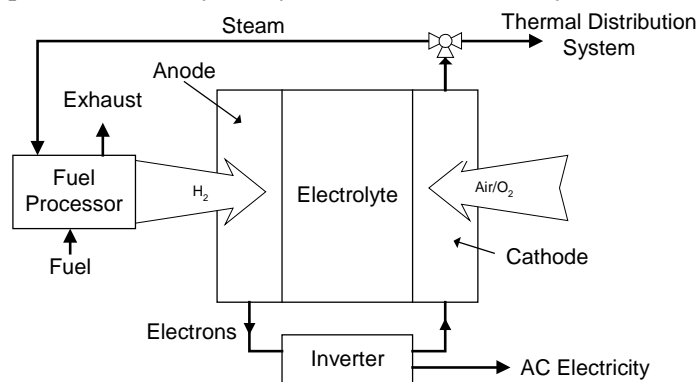 Steam
Thermal Distribution
System
Anode
Exhaust
Fuel
Processor
H2
Electrolyte
Air/O2
Fuel
Cathode
Electrons
Inverter
AC Electricity